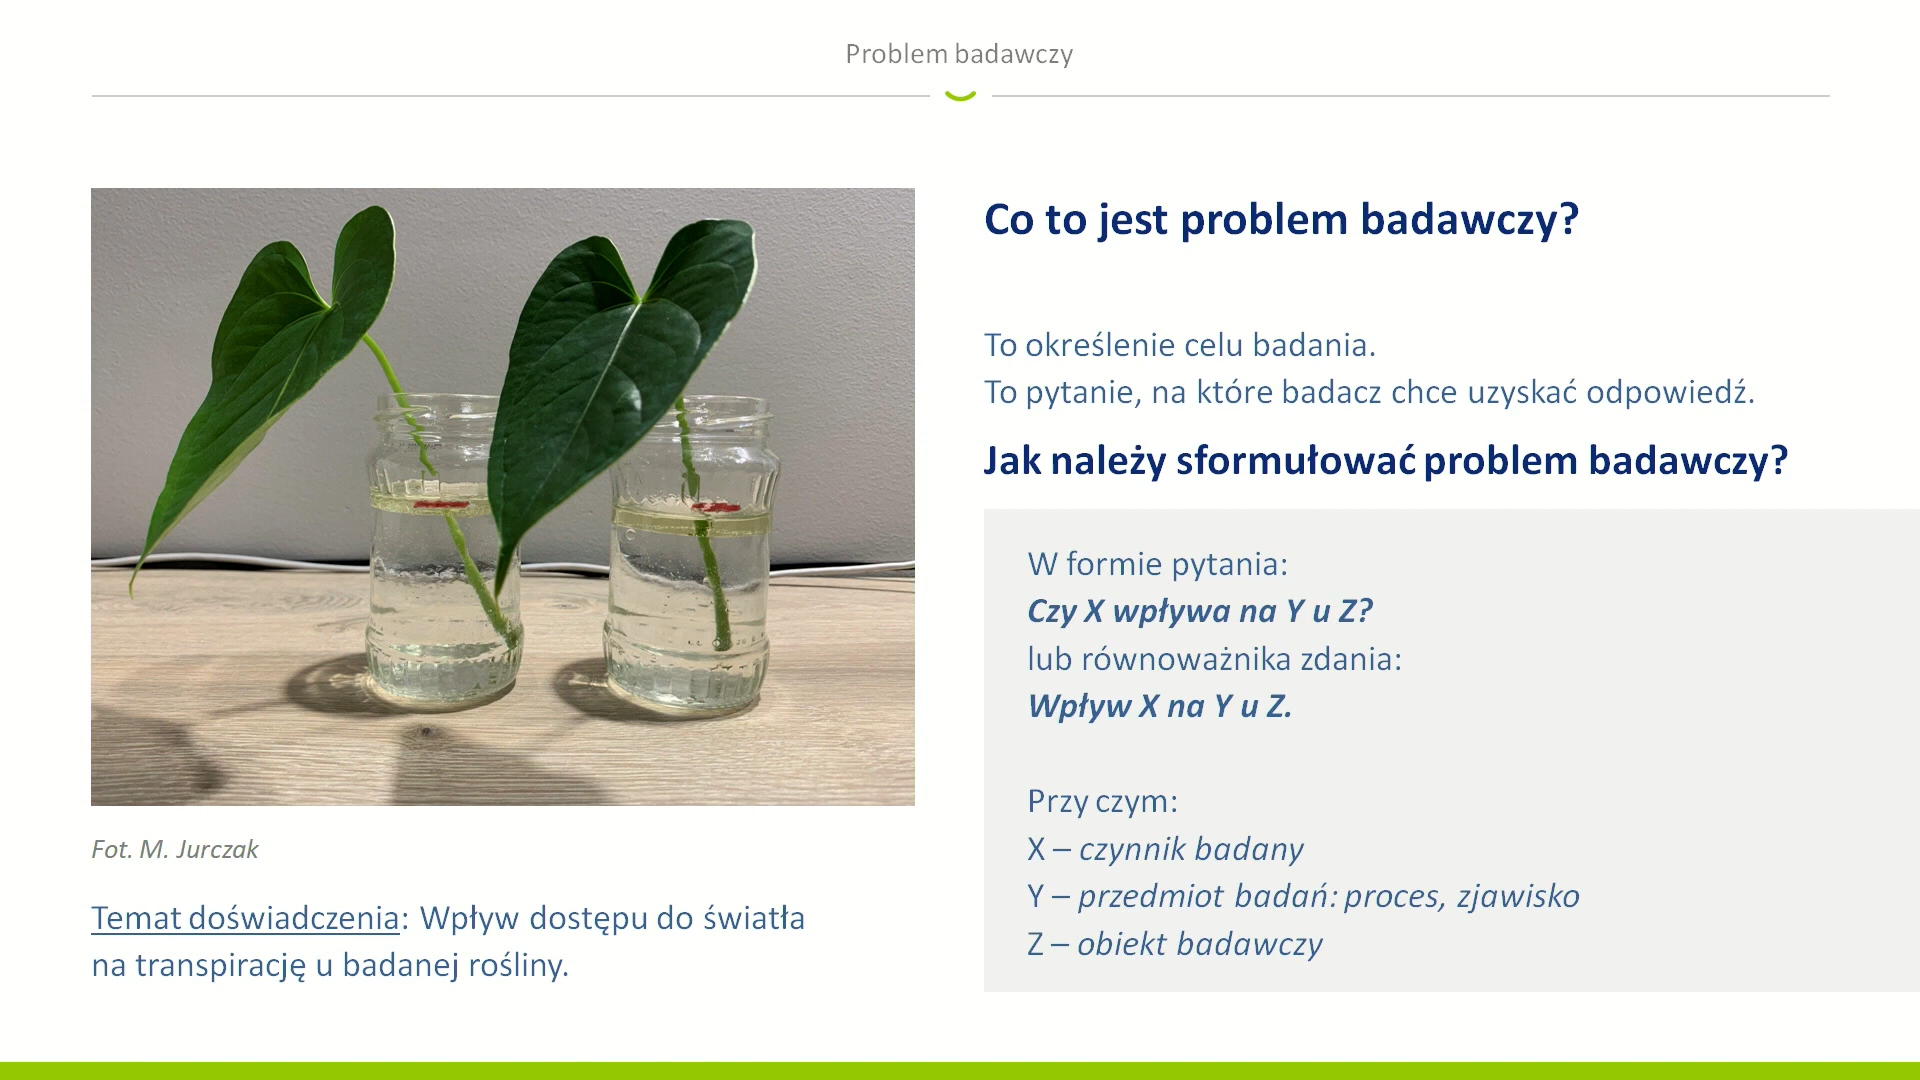 Problem badawczy
Fot. M. Jurczak
Temat doświadczenia: Wpływ dostępu do światła
na transpirację u badanej rośliny.
Co to jest problem badawczy?
To określenie celu badania.
To pytanie, na które badacz chce uzyskać odpowiedź.
Jak należy sformułować problem badawczy?
W formie pytania:
Czy X wpływa na Y u Z?
lub równoważnika zdania:
Wpływ X na Y u Z.
Przy czym:
X – czynnik badany
Y – przedmiot badań: proces, zjawisko
Z – obiekt badawczy